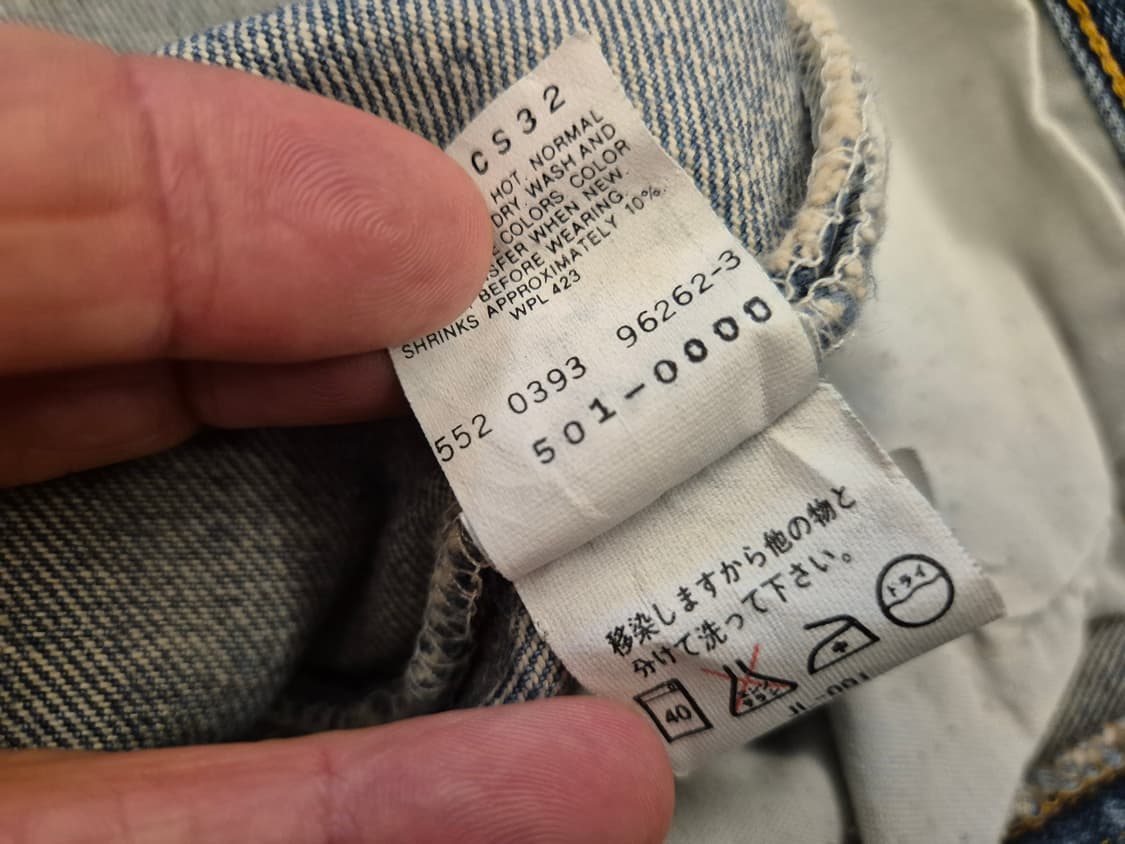 CS32
HOT. NORMAL
DRY. WASH AND
COLORS. COLOR
WHEN NEW.
BEFORE WEARING.
SHRINKS APPROXIMATELY 10%.
WPL 423
552 0393 96262-3
501-0000
移染しますから他の物と
分けて洗って下さい。
ドライ
40